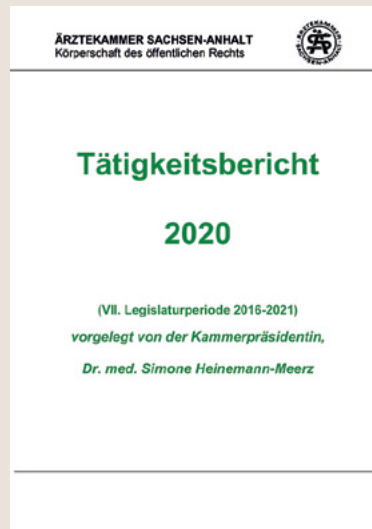 ÄRZTEKAMMER SACHSEN-ANHALT
Körperschaft des öffentlichen Rechts
Tätigkeitsbericht
2020
(VII. Legislaturperiode 2016-2021)
vorgelegt von der Kammerpräsidentin,
Dr. med. Simone Heinemann-Meerz